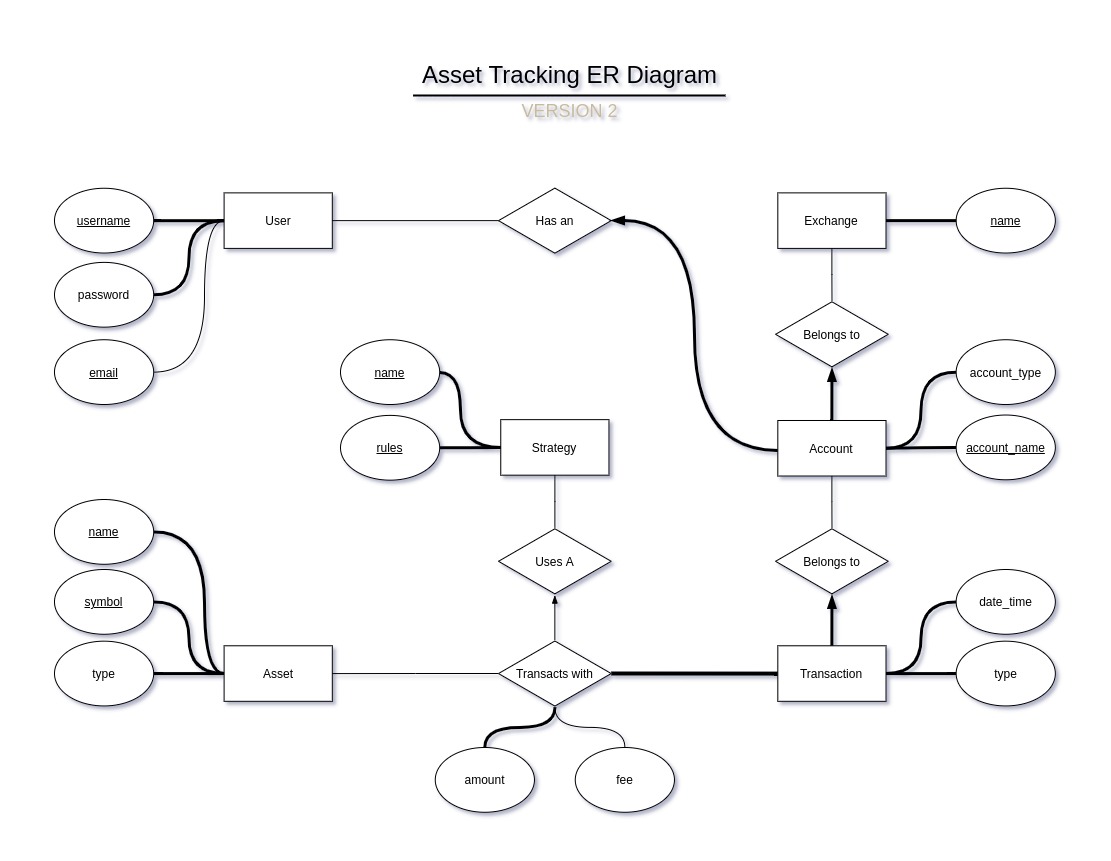 Asset Tracking ER Diagram
VERSION 2
username
User
Has an
Exchange
name
password
email
Belongs to
name
account_type
rules
Strategy
Account
account_name
name
Uses A
Belongs to
symbol
date_time
type
Asset
Transacts with
Transaction
type
amount
fee